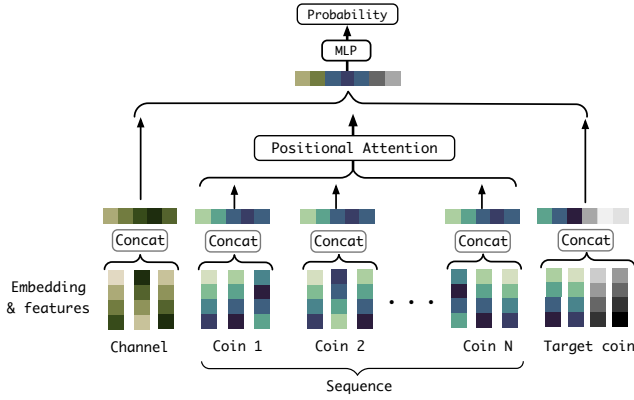 Probability
MLP
Positional Attention
Concat Concat Concat Concat Concat
Embedding
& features
. . .
Channel Coin 1 Coin 2 Coin N Target coin
Sequence